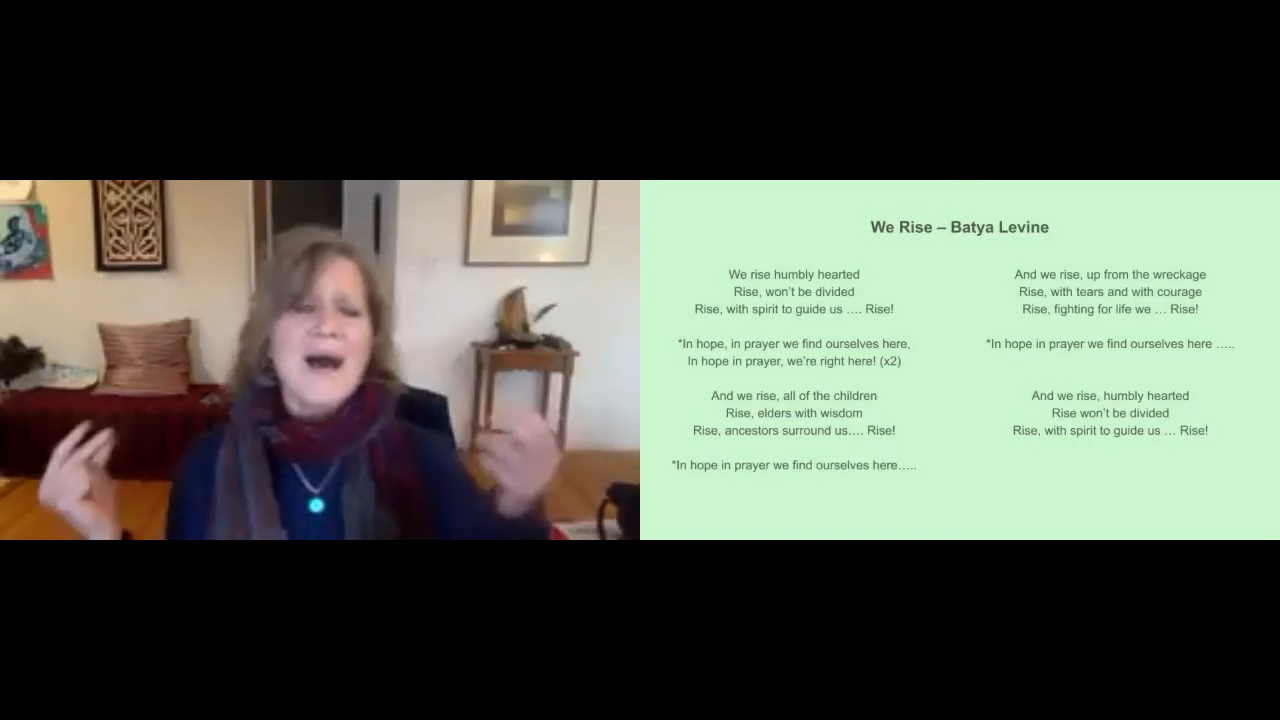 We Rise – Batya Levine
We rise humbly hearted
Rise, won’t be divided
Rise, with spirit to guide us …. Rise!
*In hope, in prayer we find ourselves here,
In hope in prayer, we’re right here! (x2)
And we rise, all of the children
Rise, elders with wisdom
Rise, ancestors surround us…. Rise!
*In hope in prayer we find ourselves here…..
And we rise, up from the wreckage
Rise, with tears and with courage
Rise, fighting for life we … Rise!
*In hope in prayer we find ourselves here …..
And we rise, humbly hearted
Rise won’t be divided
Rise, with spirit to guide us … Rise!